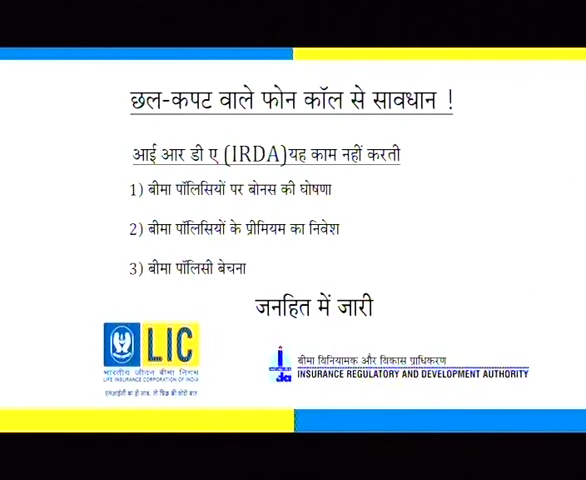 छल-कपट वाले फोन कॉल से सावधान !
आई आर डी ए (IRDA)यह काम नहीं करती
1) बीमा पॉलिसियों पर बोनस की घोषणा
2) बीमा पॉलिसियों के प्रीमियम का निवेश
3) बीमा पॉलिसी बेचना
जनहित में जारी
LIC
भारतीय जीवन बीमा निगम
LIFE INSURANCE CORPORATION OF INDIA
बीमा विनियामक और विकास प्राधिकरण
INSURANCE REGULATORY AND DEVELOPMENT AUTHORITY